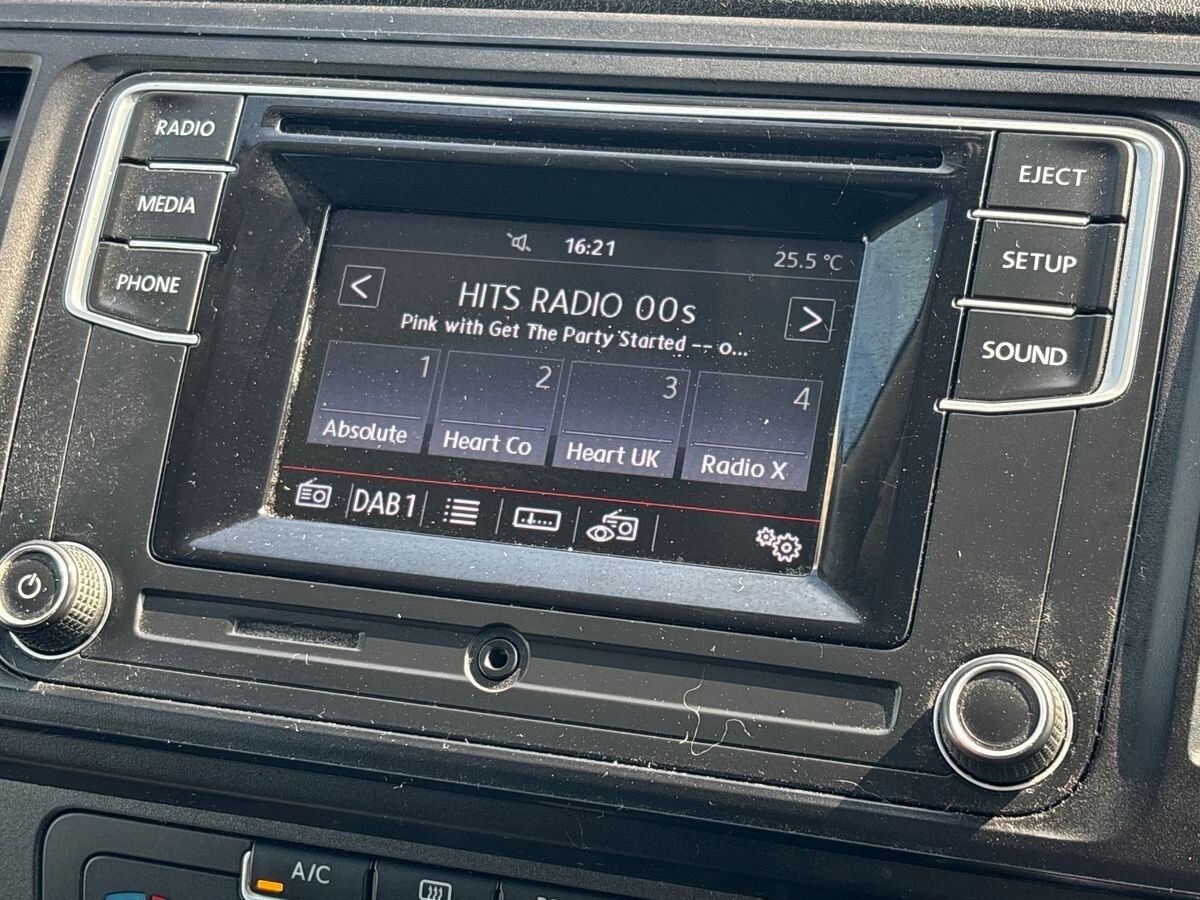 RADIO
MEDIA
PHONE
EJECT
SETUP
SOUND
16:21
25.5 °C
<
HITS RADIO 00s
>
Pink with Get The Party Started -- o...
1
2
3
4
Absolute
Heart Co
Heart UK
Radio X
DAB1
A/C